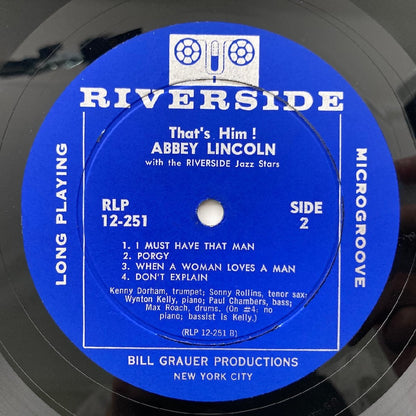 RIVERSIDE
That's Him !
ABBEY LINCOLN
with the RIVERSIDE Jazz Stars
LONG PLAYING
MICROGROOVE
RLP
12-251
SIDE
2
1. I MUST HAVE THAT MAN
2. PORGY
3. WHEN A WOMAN LOVES A MAN
4. DON'T EXPLAIN
Kenny Dorham, trumpet; Sonny Rollins, tenor sax;
Wynton Kelly, piano; Paul Chambers, bass;
Max Roach, drums. (On #4: no
piano; bassist is Kelly.)
(RLP 12-251 B)
BILL GRAUER PRODUCTIONS
NEW YORK CITY